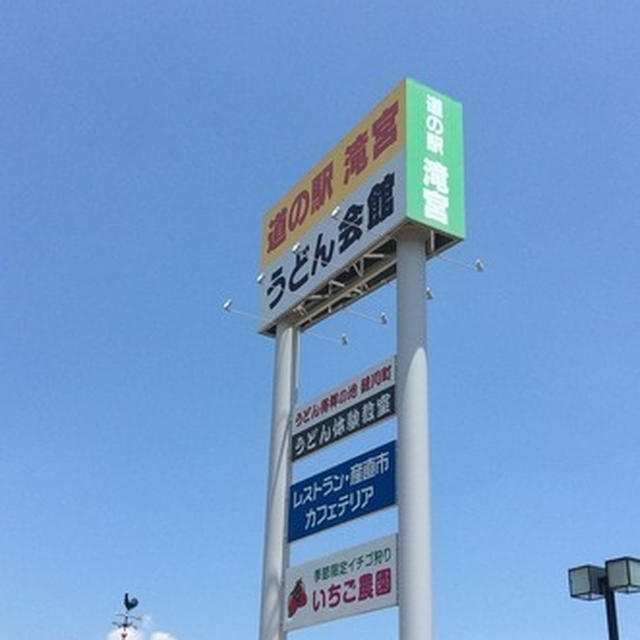 道の駅 滝宮
うどん会館
道の駅 滝宮
うどん発祥の地 綾川町
うどん体験教室
レストラン・産直市
カフェテリア
季節限定イチゴ狩り
いちご農園